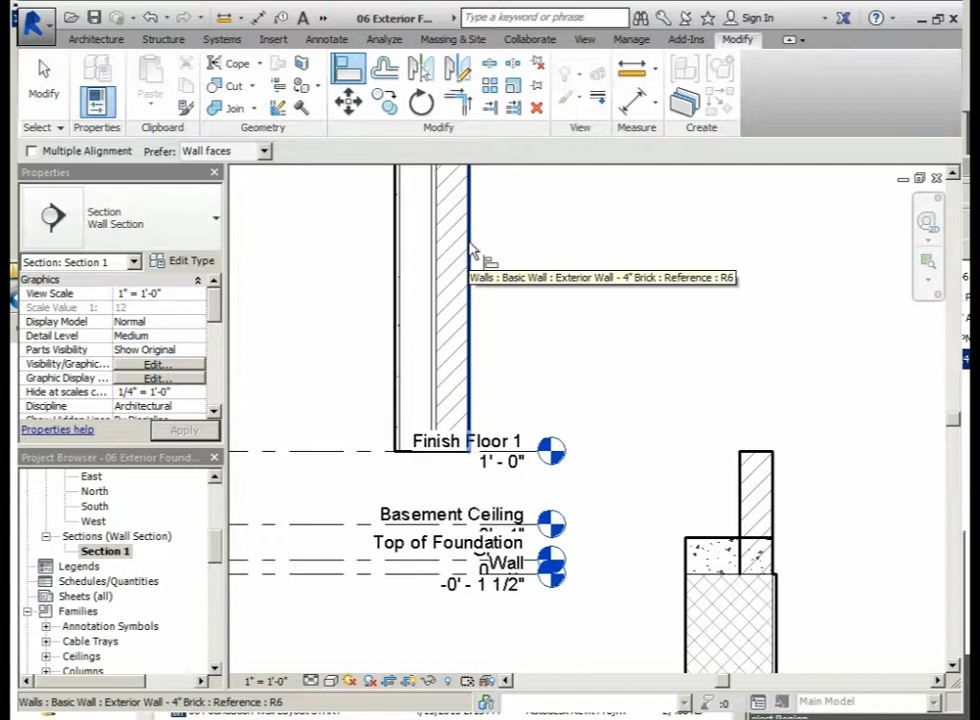 06 Exterior F...
Type a keyword or phrase
Sign In
Architecture Structure Systems Insert Annotate Analyze Massing & Site Collaborate View Manage Add-Ins Modify
Modify
Properties
Paste
Cope
Cut
Join
Select Properties Clipboard Geometry Modify View Measure Create
Multiple Alignment Prefer: Wall faces
Properties
Section
Wall Section
Section: Section 1 Edit Type
Graphics
View Scale 1" = 1'-0"
Scale Value 1: 12
Display Model Normal
Detail Level Medium
Parts Visibility Show Original
Visibility/Graphic... Edit...
Graphic Display ... Edit...
Hide at scales c... 1/4" = 1'-0"
Discipline Architectural
Properties help Apply
Project Browser - 06 Exterior Found...
East
North
South
West
Sections (Wall Section)
Section 1
Legends
Schedules/Quantities
Sheets (all)
Families
Annotation Symbols
Cable Trays
Ceilings
Columns
Walls : Basic Wall : Exterior Wall - 4" Brick : Reference : R6
Finish Floor 1
1' - 0"
Basement Ceiling
Top of Foundation
Wall
-0' - 1 1/2"
1" = 1'-0"
Walls : Basic Wall : Exterior Wall - 4" Brick : Reference : R6
:0 Main Model